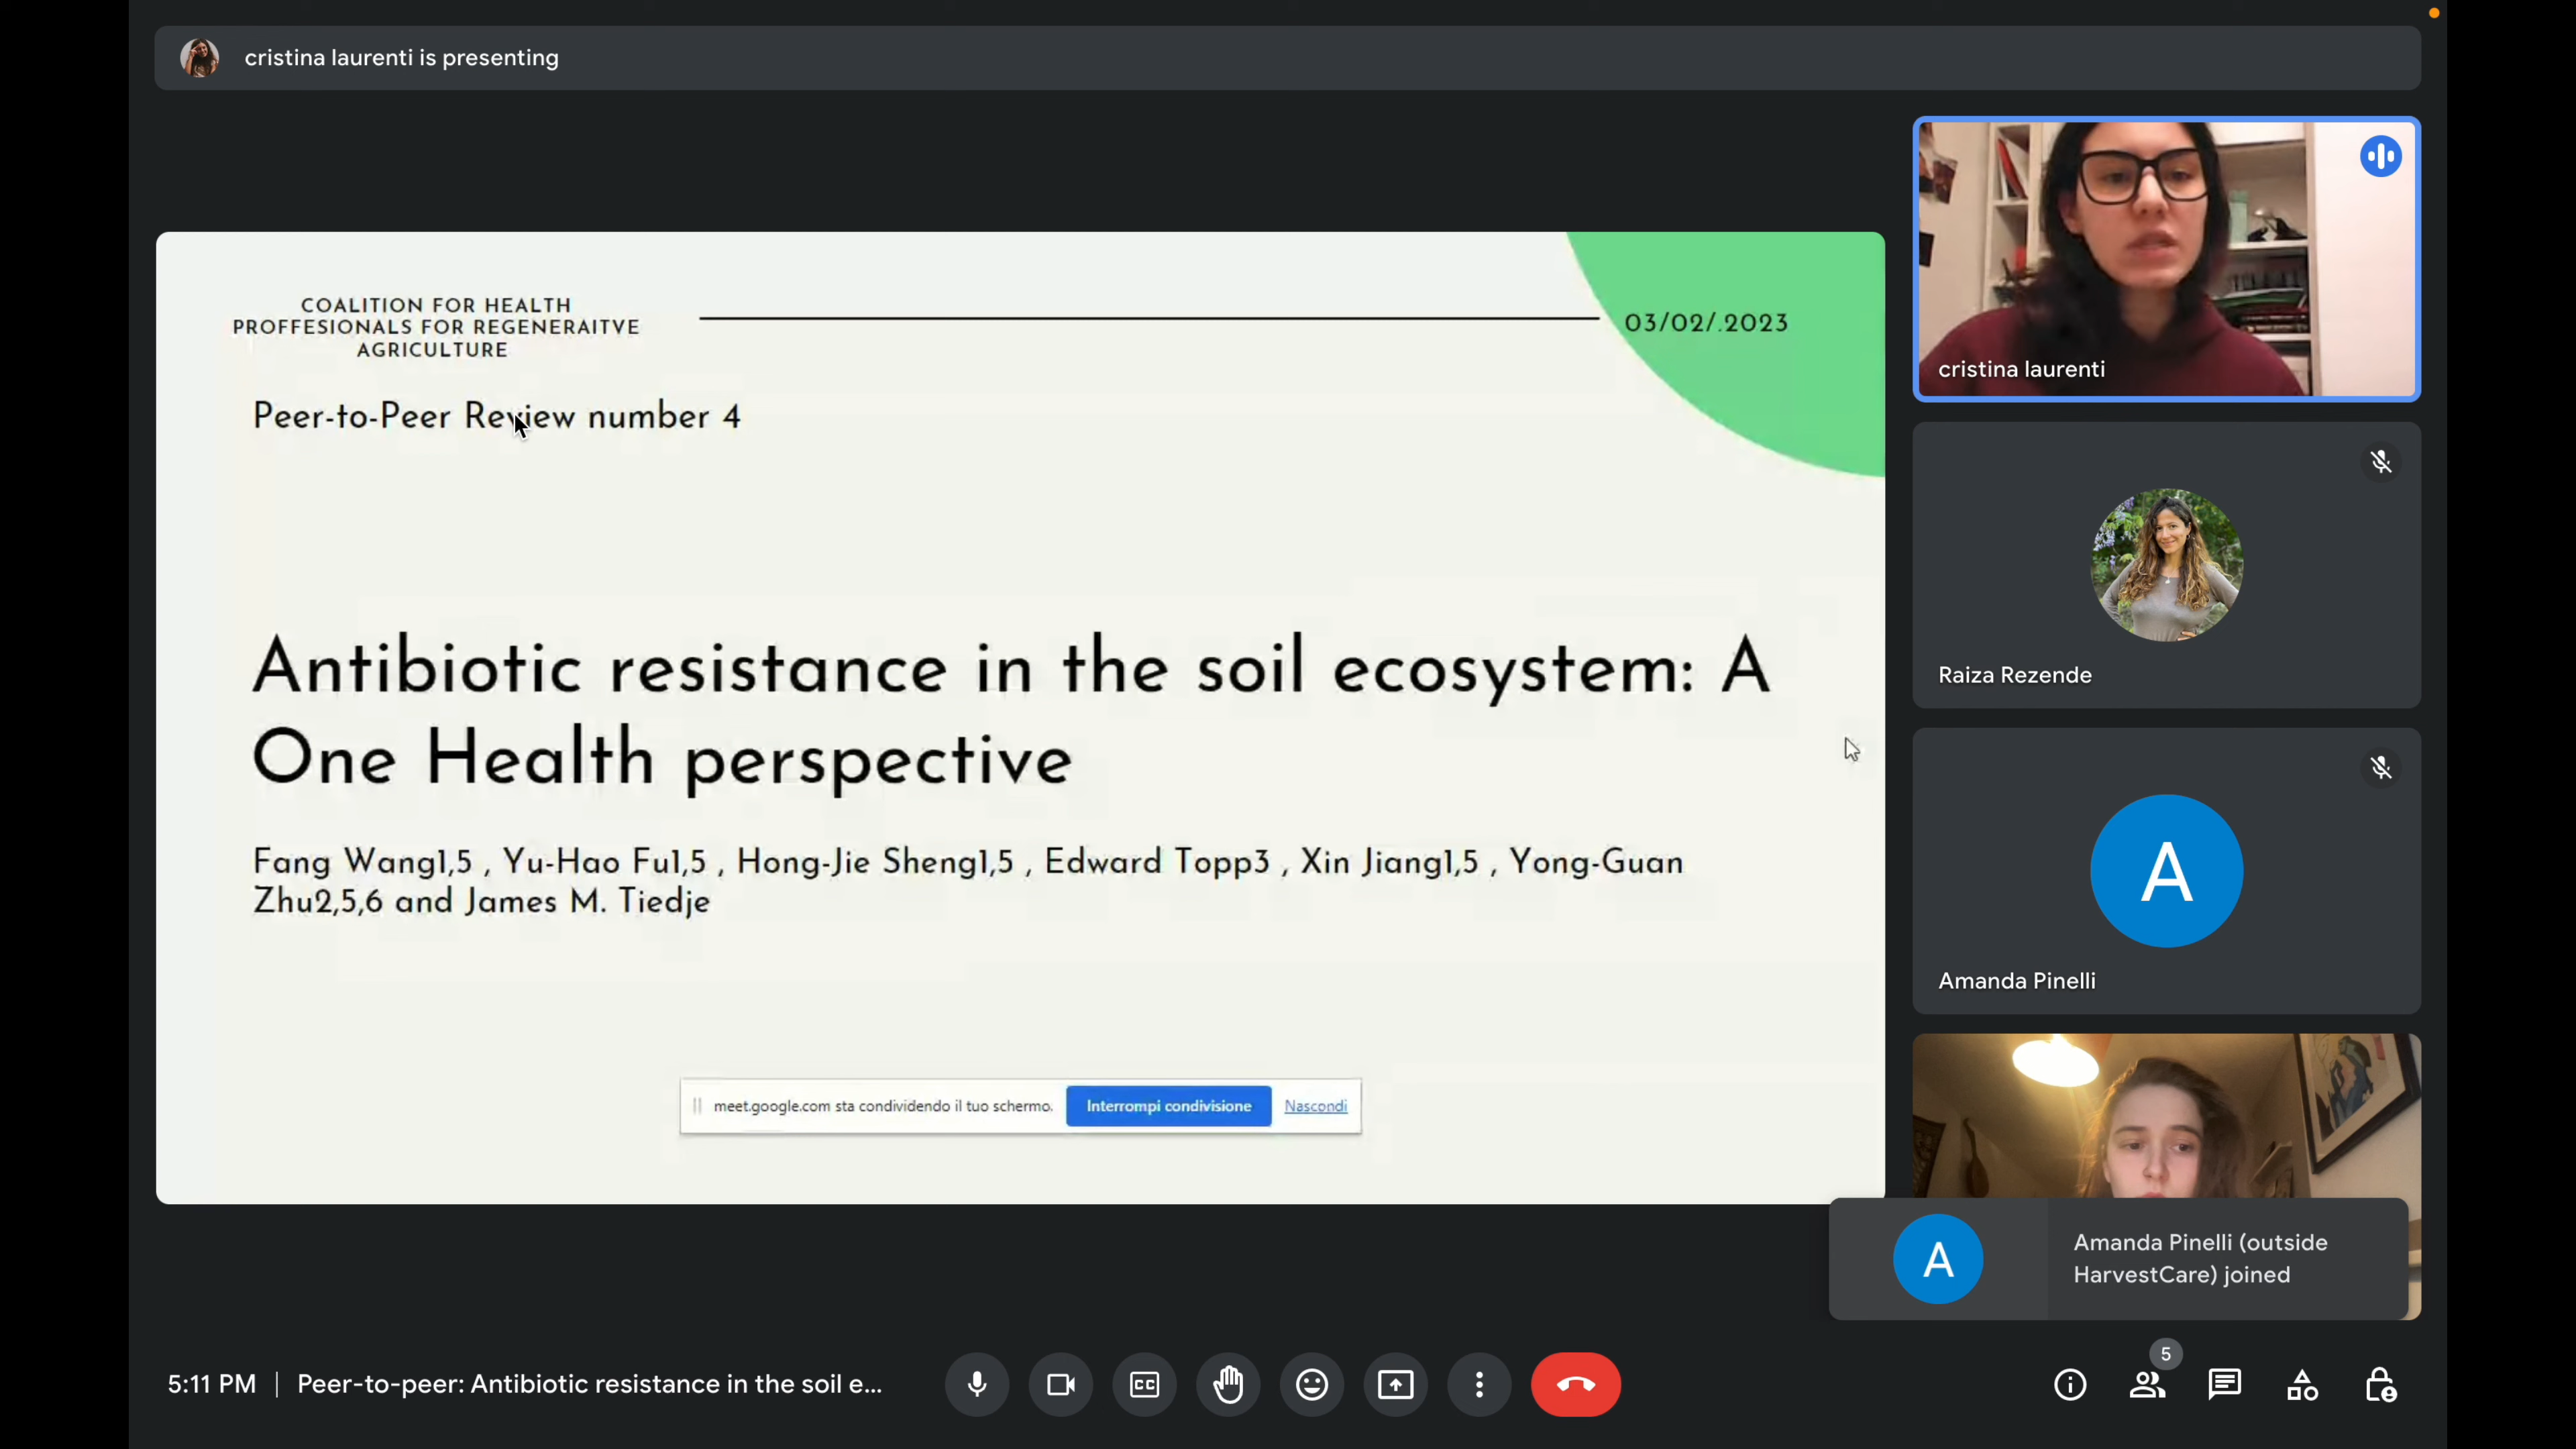 cristina laurenti is presenting
COALITION FOR HEALTH
PROFFESIONALS FOR REGENERAITVE
AGRICULTURE
03/02/.2023
Peer-to-Peer Review number 4
Antibiotic resistance in the soil ecosystem: A
One Health perspective
Fang Wang1,5 , Yu-Hao Fu1,5 , Hong-Jie Sheng1,5 , Edward Topp3 , Xin Jiang1,5 , Yong-Guan
Zhu2,5,6 and James M. Tiedje
meet.google.com sta condividendo il tuo schermo. Interrompi condivisione Nascondi
cristina laurenti
Raiza Rezende
A
Amanda Pinelli
A
Amanda Pinelli (outside
HarvestCare) joined
5:11 PM | Peer-to-peer: Antibiotic resistance in the soil e...
CC
5